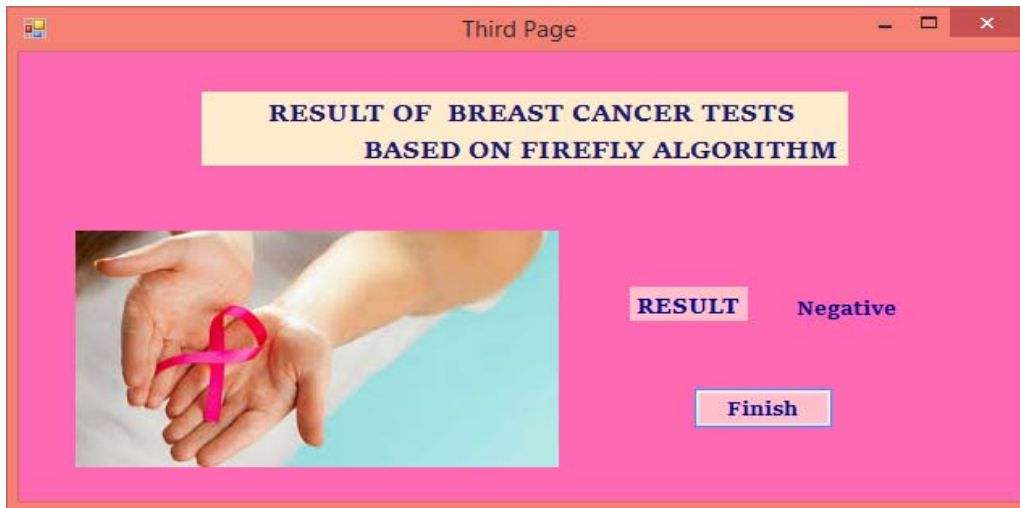 Third Page
RESULT OF BREAST CANCER TESTS
BASED ON FIREFLY ALGORITHM
RESULT Negative
Finish